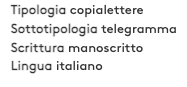 Tipologia copialettere
Sottotipologia telegramma
Scrittura manoscritto
Lingua italiano